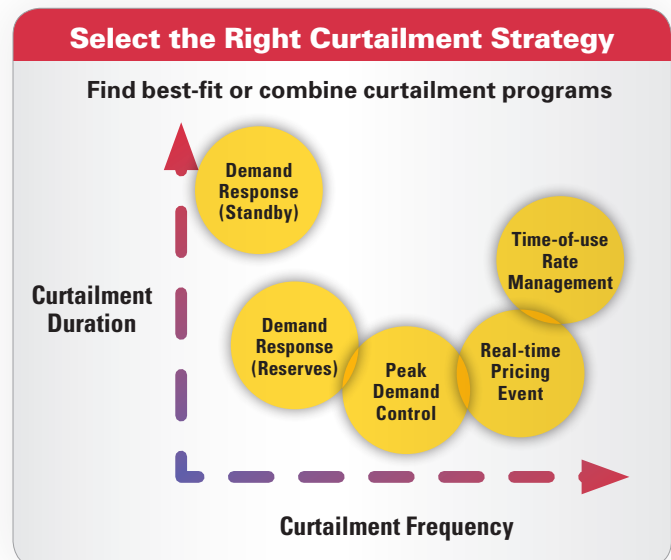 Select the Right Curtailment Strategy
Find best-fit or combine curtailment programs
Demand
Response
(Standby)
Time-of-use
Rate
Management
Curtailment
Duration
Demand
Response
(Reserves)
Peak
Demand
Control
Real-time
Pricing
Event
Curtailment Frequency